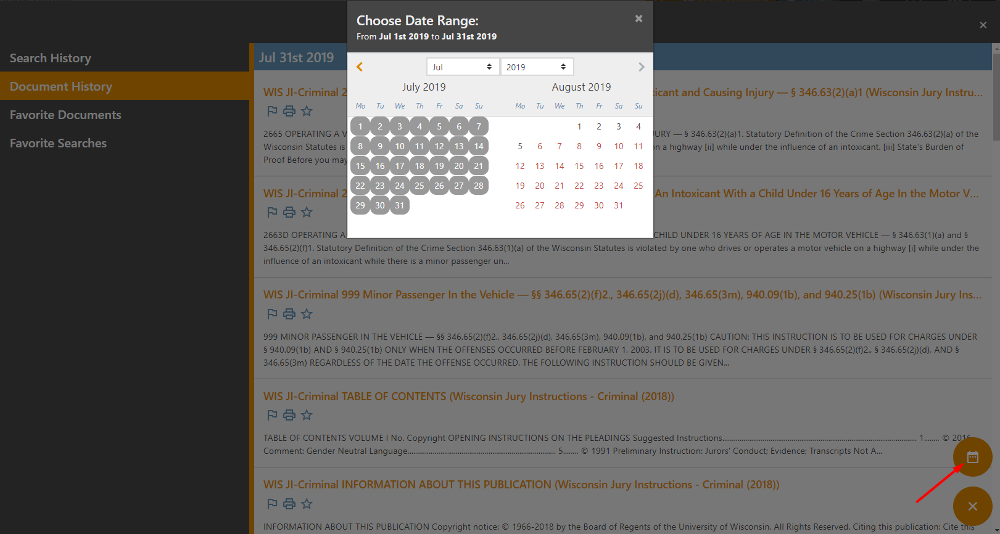 Choose Date Range:
From Jul 1st 2019 to Jul 31st 2019
Jul 2019
July 2019 August 2019
Mo Tu We Th Fr Sa Su Mo Tu We Th Fr Sa Su
1 2 3 4 5 6 7 1 2 3 4
8 9 10 11 12 13 14 5 6 7 8 9 10 11
15 16 17 18 19 20 21 12 13 14 15 16 17 18
22 23 24 25 26 27 28 19 20 21 22 23 24 25
29 30 31 26 27 28 29 30 31
Search History
Document History
Favorite Documents
Favorite Searches
Jul 31st 2019
WIS JI-Criminal 2 icant and Causing Injury — § 346.63(2)(a)1 (Wisconsin Jury Instru...
2665 OPERATING A V URY — § 346.63(2)(a)1. Statutory Definition of the Crime Section 346.63(2)(a) of the
Wisconsin Statutes is n a highway [ii] while under the influence of an intoxicant. [iii] State's Burden of
Proof Before you may
WIS JI-Criminal 2 An Intoxicant With a Child Under 16 Years of Age In the Motor V...
2663D OPERATING A CHILD UNDER 16 YEARS OF AGE IN THE MOTOR VEHICLE — § 346.63(1)(a) and §
346.65(2)(f)1. Statutory Definition of the Crime Section 346.63(1)(a) of the Wisconsin Statutes is violated by one who drives or operates a motor vehicle on a highway [i] while under the
influence of an intoxicant while there is a minor passenger un...
WIS JI-Criminal 999 Minor Passenger In the Vehicle — §§ 346.65(2)(f)2., 346.65(2j)(d), 346.65(3m), 940.09(1b), and 940.25(1b) (Wisconsin Jury Ins...
999 MINOR PASSENGER IN THE VEHICLE — §§ 346.65(2)(f)2., 346.65(2j)(d), 346.65(3m), 940.09(1b), and 940.25(1b) CAUTION: THIS INSTRUCTION IS TO BE USED FOR CHARGES UNDER
§ 940.09(1b) AND § 940.25(1b) ONLY WHEN THE OFFENSES OCCURRED BEFORE FEBRUARY 1, 2003. IT IS TO BE USED FOR CHARGES UNDER § 346.65(2)(f)2., § 346.65(2j)(d), AND §
346.65(3m) REGARDLESS OF THE DATE THE OFFENSE OCCURRED. THE FOLLOWING INSTRUCTION SHOULD BE GIVEN...
WIS JI-Criminal TABLE OF CONTENTS (Wisconsin Jury Instructions - Criminal (2018))
TABLE OF CONTENTS VOLUME I No. Copyright OPENING INSTRUCTIONS ON THE PLEADINGS Suggested Instructions.................... 1........ © 2016
Comment: Gender Neutral Language.................... 5........ © 1991 Preliminary Instruction: Jurors' Conduct; Evidence; Transcripts Not A...
WIS JI-Criminal INFORMATION ABOUT THIS PUBLICATION (Wisconsin Jury Instructions - Criminal (2018))
INFORMATION ABOUT THIS PUBLICATION Copyright notice: © 1966-2018 by the Board of Regents of the University of Wisconsin. All Rights Reserved. Citing this publication: Cite this